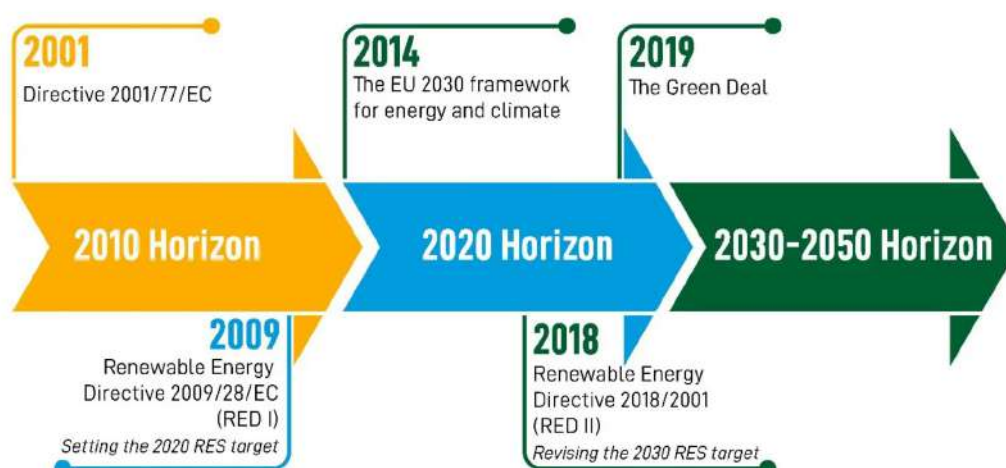 2001
Directive 2001/77/EC
2014
The EU 2030 framework
for energy and climate
2019
The Green Deal
2010 Horizon
2020 Horizon
2030-2050 Horizon
2009
Renewable Energy
Directive 2009/28/EC
(RED I)
Setting the 2020 RES target
2018
Renewable Energy
Directive 2018/2001
(RED II)
Revising the 2030 RES target